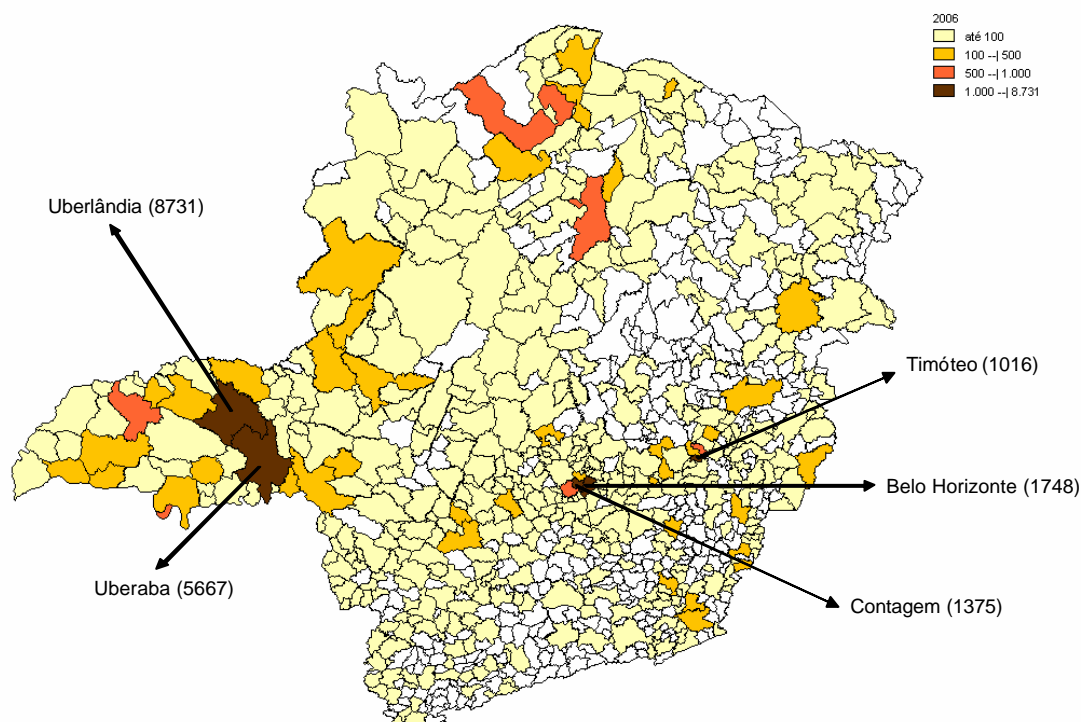 2006
até 100
100 --| 500
500 --| 1.000
1.000 --| 8.731
Uberlândia (8731)
Timóteo (1016)
Belo Horizonte (1748)
Uberaba (5667)
Contagem (1375)